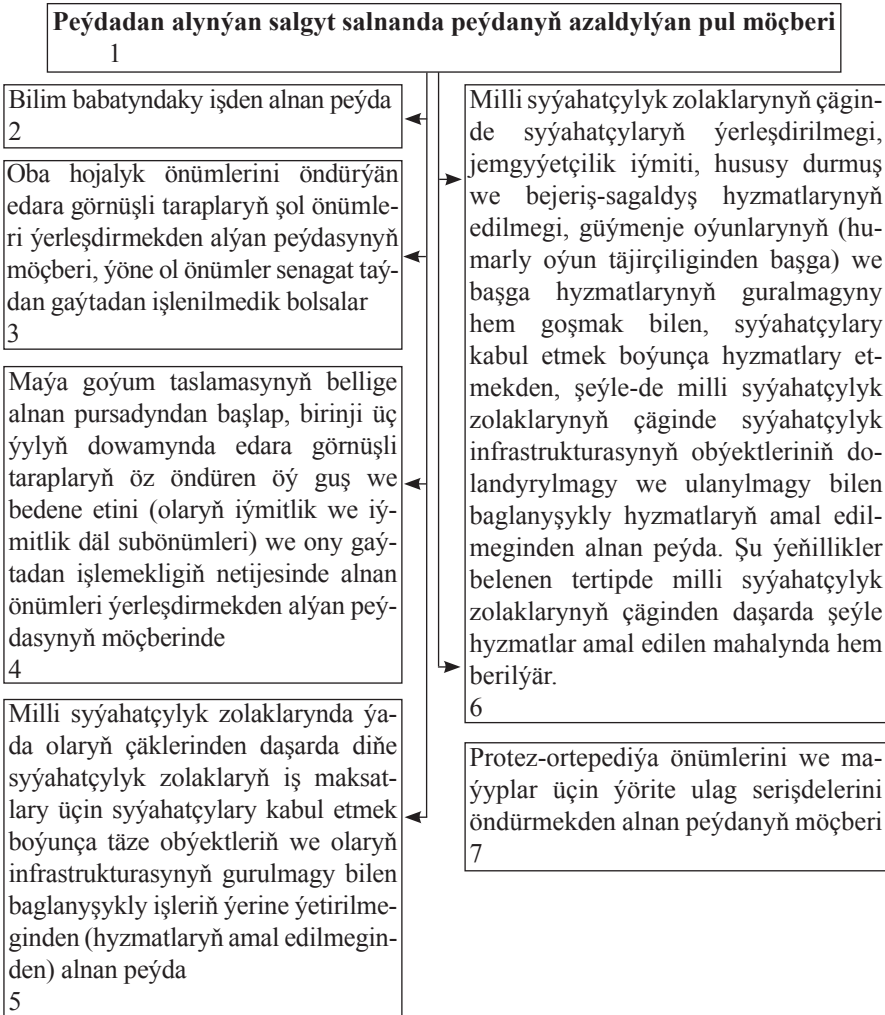 Peýdadan alynýan salgyt salnanda peýdanyň azaldylýan pul möçberi
1
Bilim babatyndaky işden alnan peýda
2
Oba hojalyk önümlerini öndürýän
edara görnüşli taraplaryň şol önümle-
ri ýerleşdirmekden alýan peýdasynyň
möçberi, ýöne ol önümler senagat taý-
dan gaýtadan işlenilmedik bolsalar
3
Maýa goýum taslamasynyň bellige
alnan pursadyndan başlap, birinji üç
ýylyň dowamynda edara görnüşli
taraplaryň öz öndüren öý guş we
bedene etini (olaryň iýmitlik we iý-
mitlik däl subönümleri) we ony gaý-
tadan işlemekligiň netijesinde alnan
önümleri ýerleşdirmekden alýan peý-
dasynyň möçberinde
4
Milli syýahatçylyk zolaklarynda ýa-
da olaryň çäklerinden daşarda diňe
syýahatçylyk zolaklaryň iş maksat-
lary üçin syýahatçylary kabul etmek
boýunça täze obýektleriň we olaryň
infrastrukturasynyň gurulmagy bilen
baglanyşykly işleriň ýerine ýetirilme-
ginden (hyzmatlaryň amal edilmegin-
den) alnan peýda
5
Milli syýahatçylyk zolaklarynyň çägin-
de syýahatçylaryň ýerleşdirilmegi,
jemgyýetçilik iýmiti, hususy durmuş
we bejeriş-sagaldyş hyzmatlarynyň
edilmegi, güýmenje oýunlarynyň (hu-
marly oýun täjirçiliginden başga) we
başga hyzmatlarynyň guralmagyny
hem goşmak bilen, syýahatçylary
kabul etmek boýunça hyzmatlary et-
mekden, şeýle-de milli syýahatçylyk
zolaklarynyň çäginde syýahatçylyk
infrastrukturasynyň obýektleriniň do-
landyrylmagy we ulanylmagy bilen
baglanyşykly hyzmatlaryň amal edil-
meginden alnan peýda. Şu ýeňillikler
belenen tertipde milli syýahatçylyk
zolaklarynyň çäginden daşarda şeýle
hyzmatlar amal edilen mahalynda hem
berilýär.
6
Protez-ortepediýa önümlerini we ma-
ýyplar üçin ýörite ulag serişdelerini
öndürmekden alnan peýdanyň möçberi
7